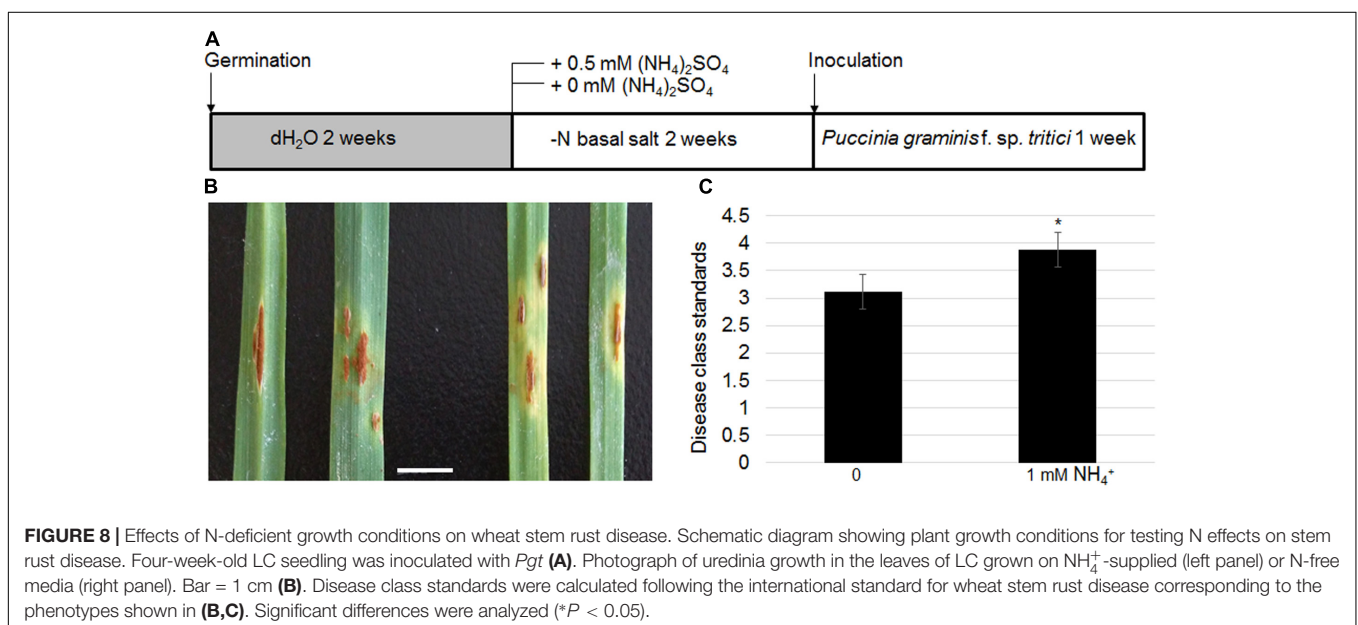 A
Germination
+ 0.5 mM (NH₄)₂SO₄
+ 0 mM (NH₄)₂SO₄
Inoculation
dH₂O 2 weeks
-N basal salt 2 weeks
Puccinia graminis f. sp. tritici 1 week
B
C
Disease class standards
4.5
4
3.5
3
2.5
2
1.5
1
0.5
0
*
0
1 mM NH₄⁺
FIGURE 8 | Effects of N-deficient growth conditions on wheat stem rust disease. Schematic diagram showing plant growth conditions for testing N effects on stem
rust disease. Four-week-old LC seedling was inoculated with Pgt (A). Photograph of uredinia growth in the leaves of LC grown on NH₄⁺-supplied (left panel) or N-free
media (right panel). Bar = 1 cm (B). Disease class standards were calculated following the international standard for wheat stem rust disease corresponding to the
phenotypes shown in (B,C). Significant differences were analyzed (*P < 0.05).